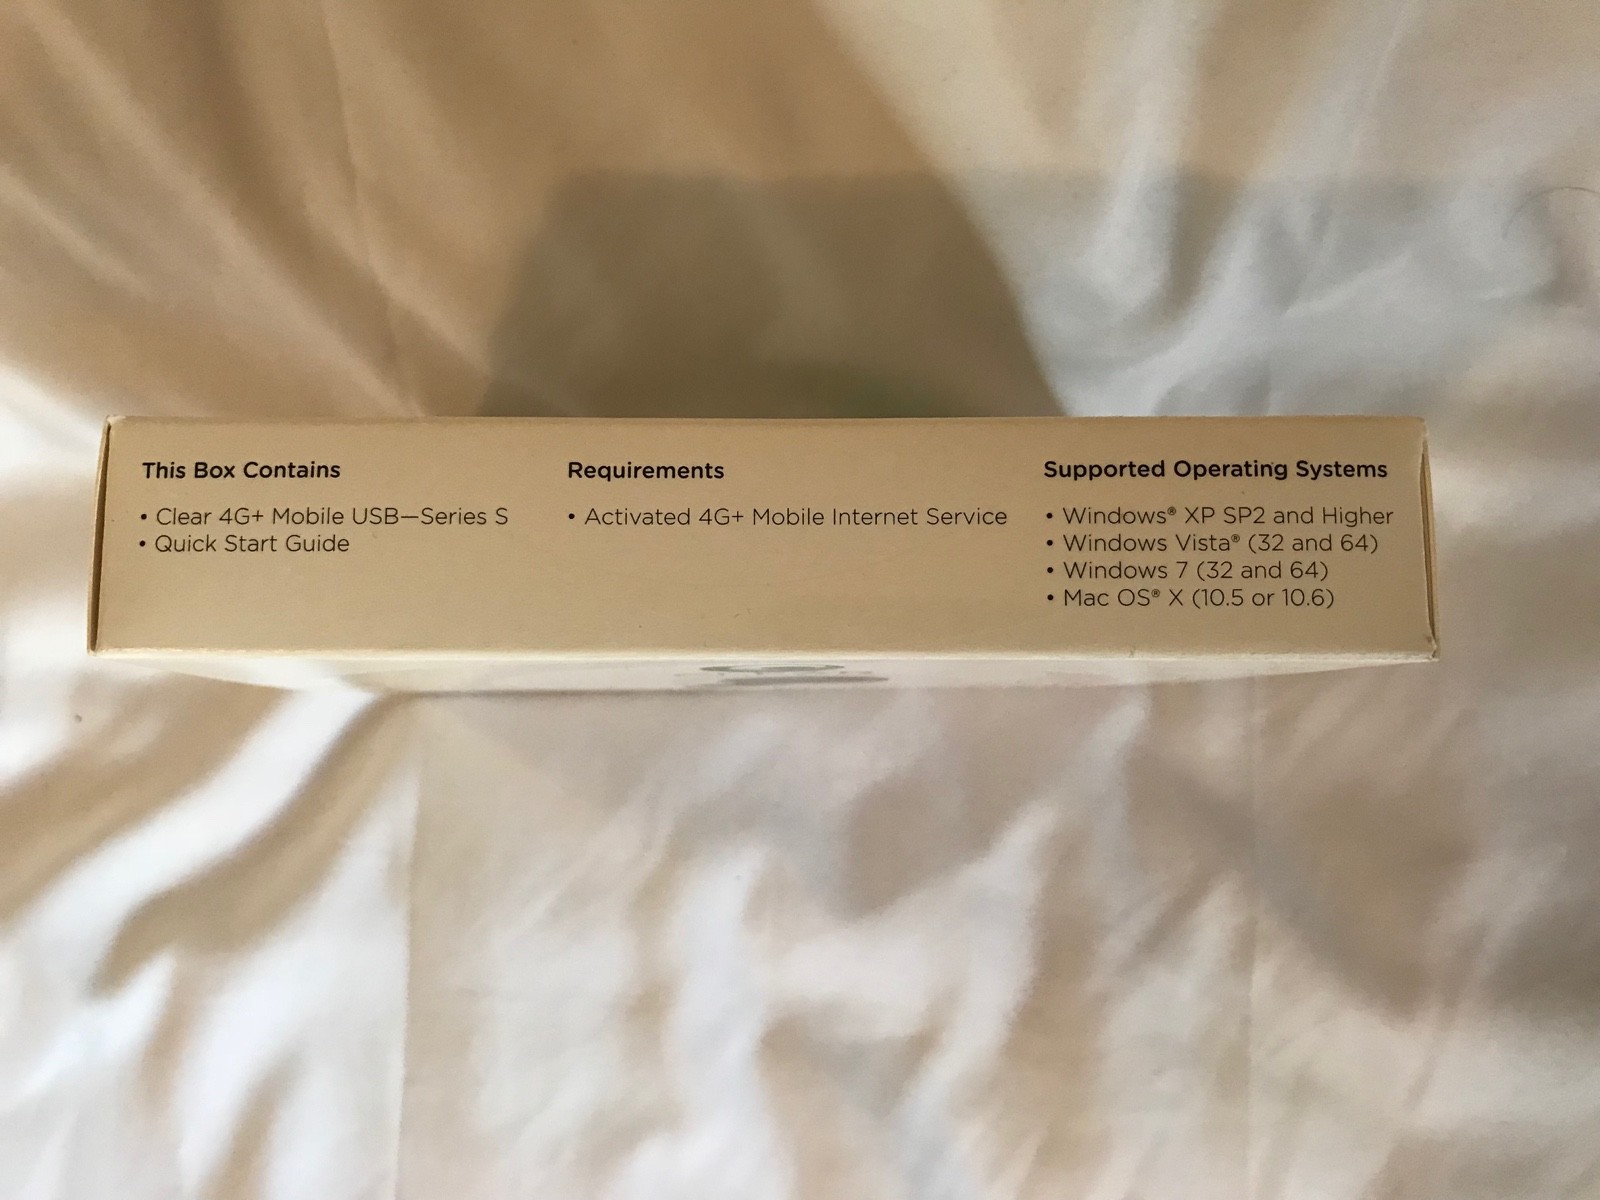 This Box Contains
• Clear 4G+ Mobile USB—Series S
• Quick Start Guide
Requirements
• Activated 4G+ Mobile Internet Service
Supported Operating Systems
• Windows® XP SP2 and Higher
• Windows Vista® (32 and 64)
• Windows 7 (32 and 64)
• Mac OS® X (10.5 or 10.6)